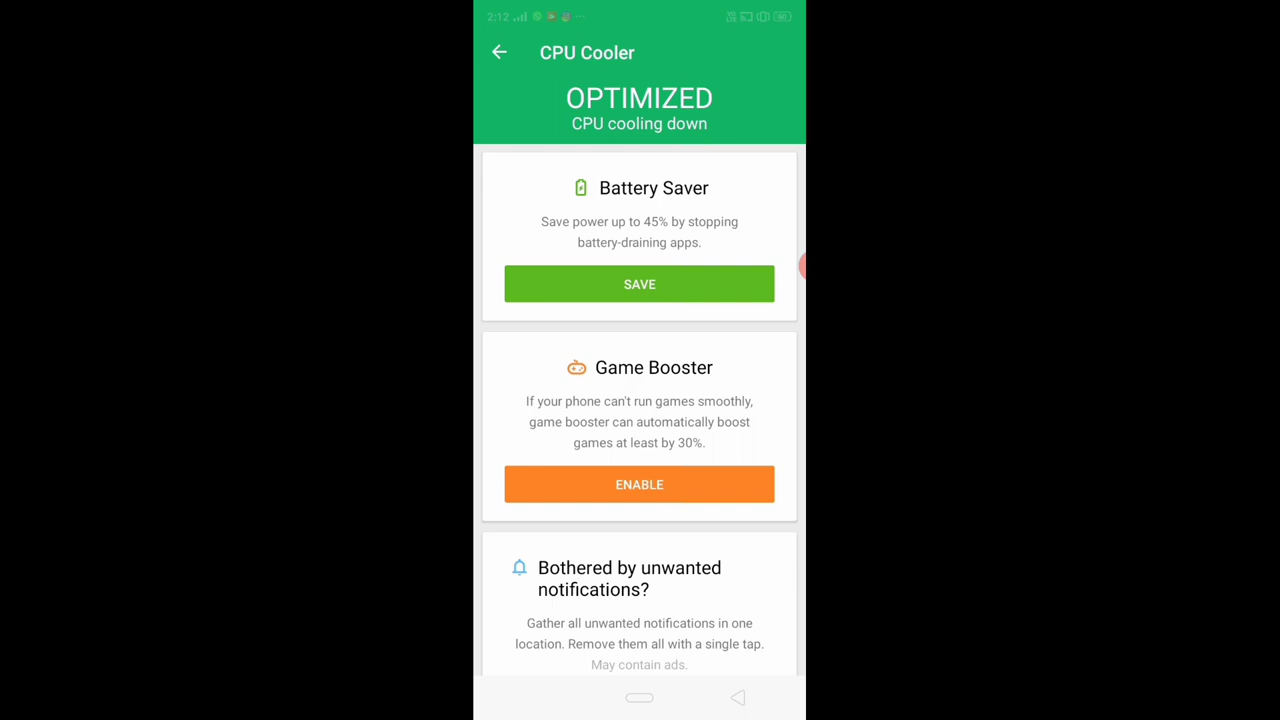 2:12
CPU Cooler
OPTIMIZED
CPU cooling down
Battery Saver
Save power up to 45% by stopping
battery-draining apps.
SAVE
Game Booster
If your phone can't run games smoothly,
game booster can automatically boost
games at least by 30%.
ENABLE
Bothered by unwanted
notifications?
Gather all unwanted notifications in one
location. Remove them all with a single tap.
May contain ads.